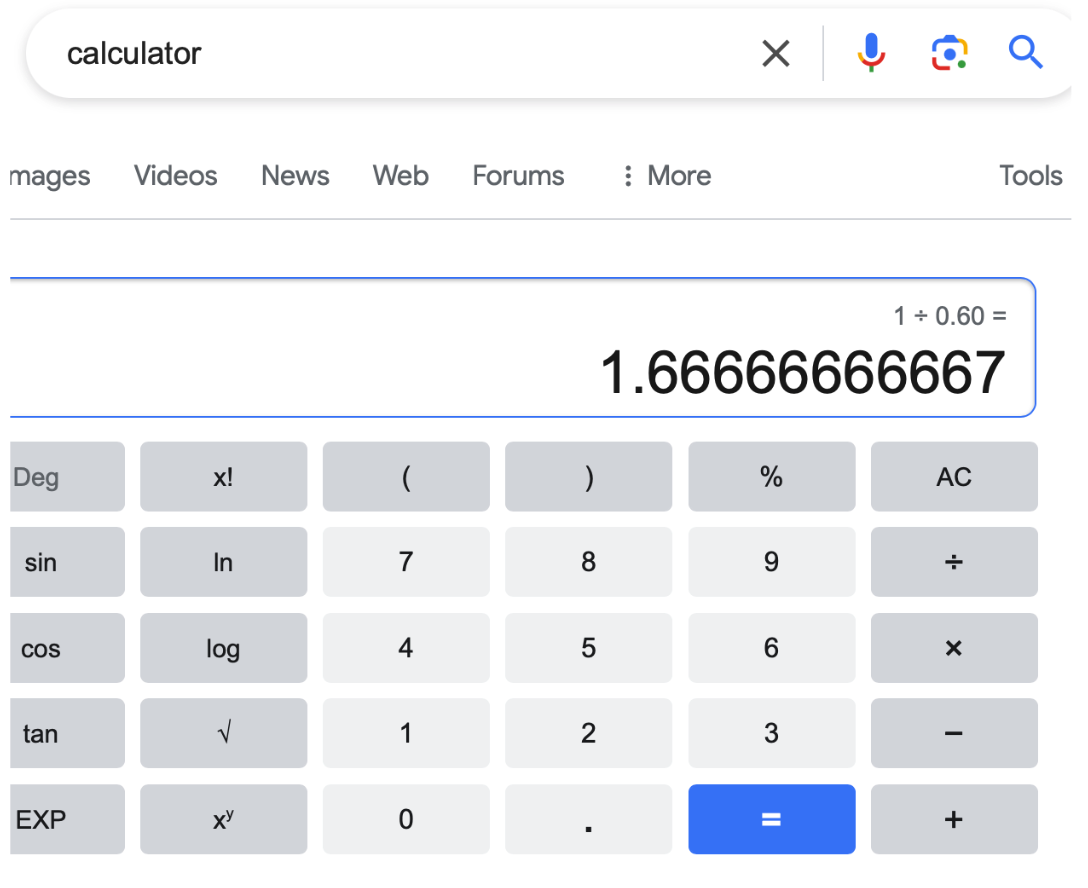 calculator
mages Videos News Web Forums More Tools
1 ÷ 0.60 =
1.66666666667
Deg x! ( ) % AC
sin ln 7 8 9 ÷
cos log 4 5 6 ×
tan √ 1 2 3 −
EXP xʸ 0 . = +